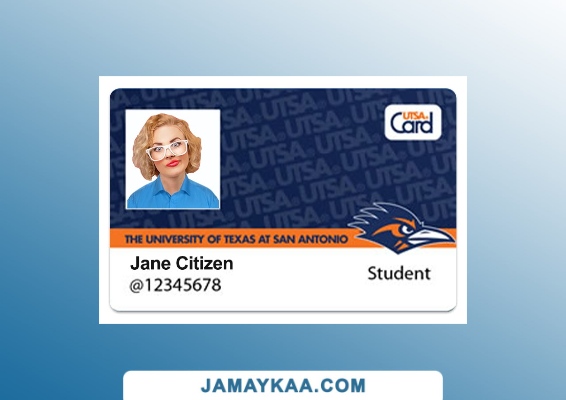 UTSA
Card
THE UNIVERSITY OF TEXAS AT SAN ANTONIO
Jane Citizen
@12345678
Student
JAMAYKAA.COM